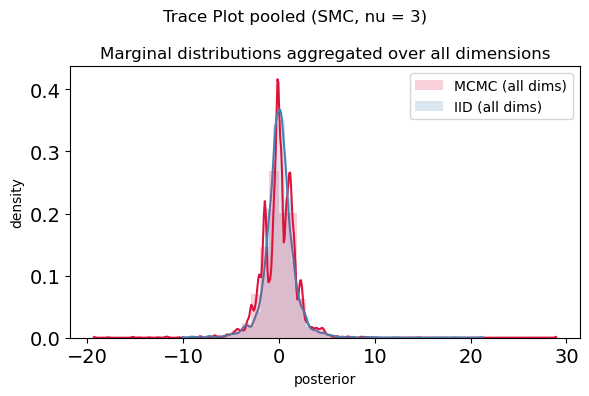 Trace Plot pooled (SMC, nu = 3)
Marginal distributions aggregated over all dimensions
MCMC (all dims)
IID (all dims)
density
0.4
0.3
0.2
0.1
0.0
−20
−10
0
10
20
30
posterior